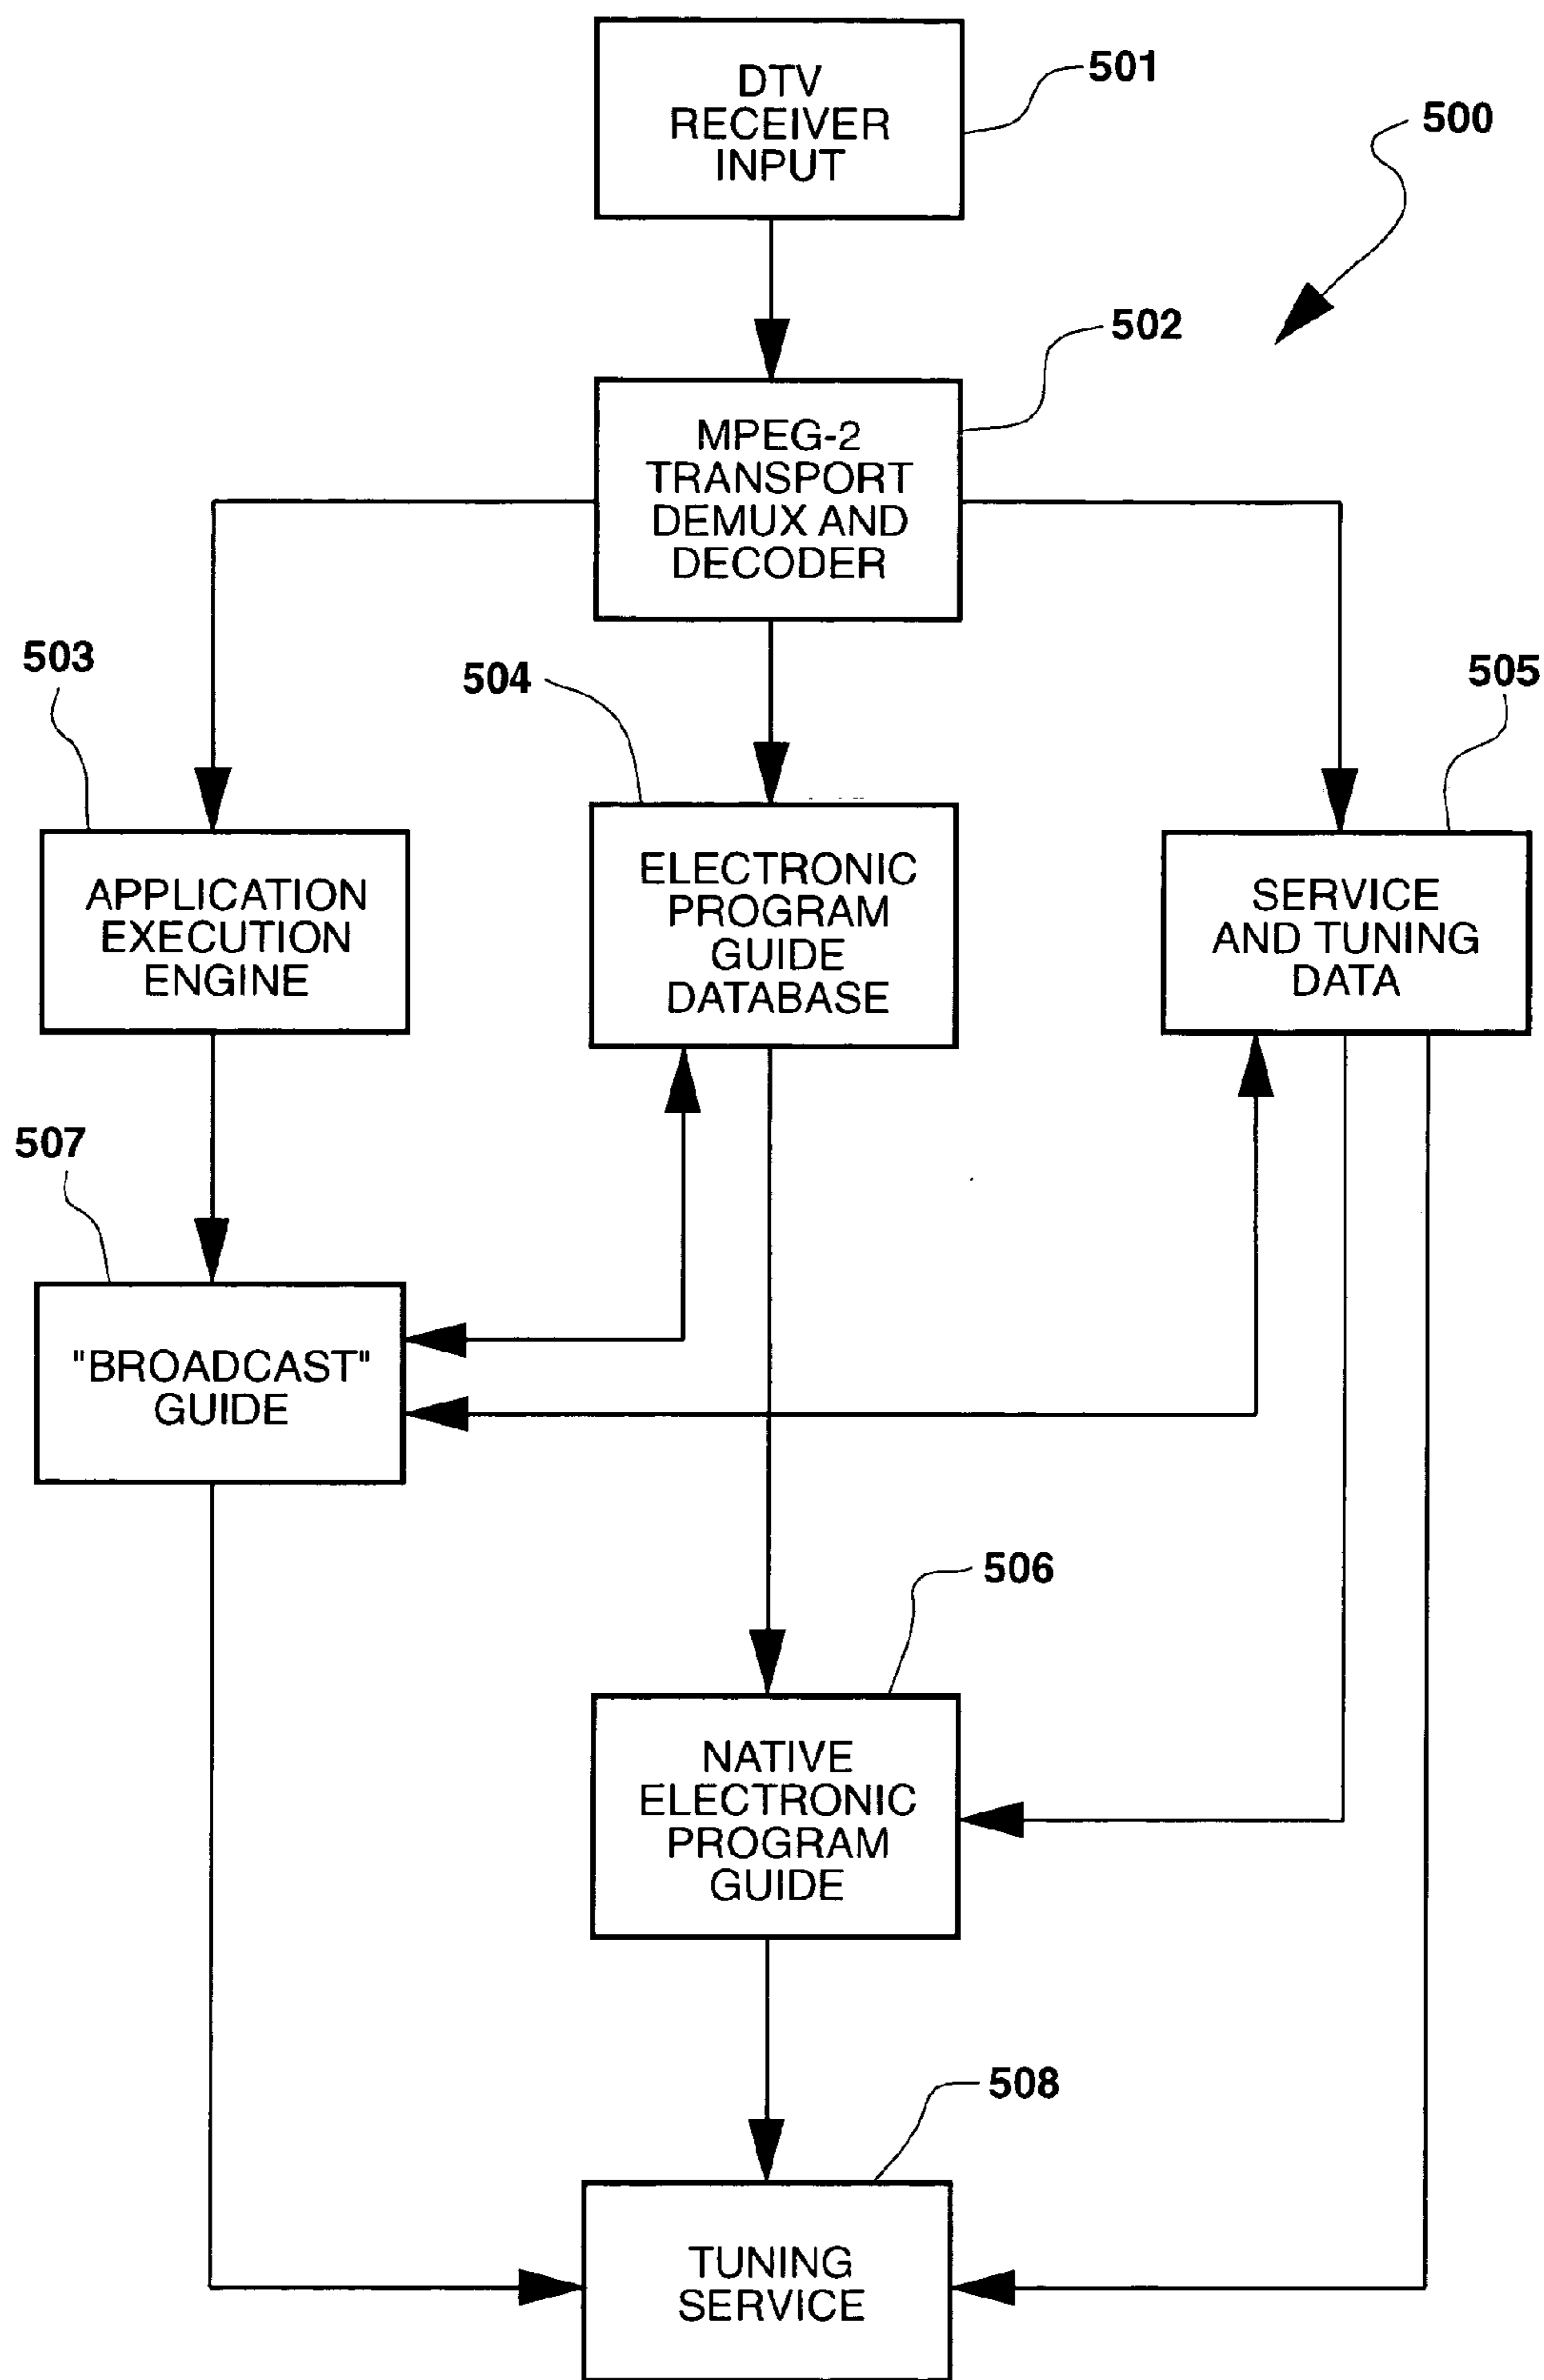 DTV
RECEIVER
INPUT
501
500
502
MPEG-2
TRANSPORT
DEMUX AND
DECODER
503
504
505
APPLICATION
EXECUTION
ENGINE
ELECTRONIC
PROGRAM
GUIDE
DATABASE
SERVICE
AND TUNING
DATA
507
"BROADCAST"
GUIDE
506
NATIVE
ELECTRONIC
PROGRAM
GUIDE
508
TUNING
SERVICE